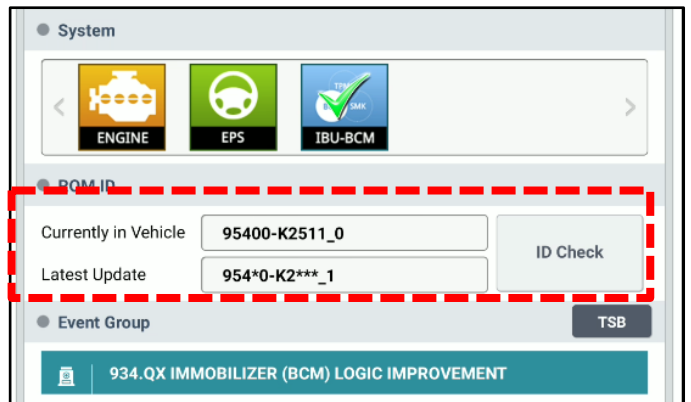 System
TPM
B SMK
ENGINE EPS IBU-BCM
ROM ID
Currently in Vehicle 95400-K2511_0
ID Check
Latest Update 954*0-K2***_1
Event Group TSB
934.QX IMMOBILIZER (BCM) LOGIC IMPROVEMENT